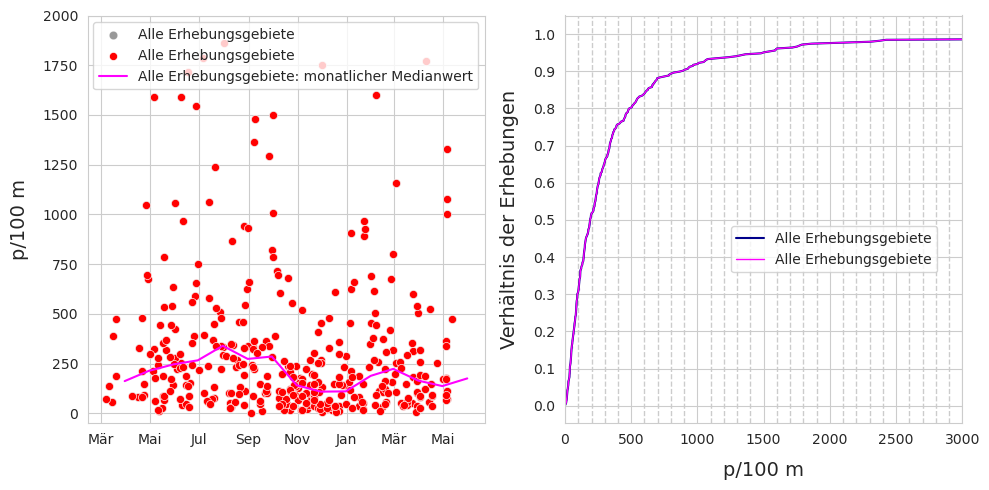 2000
1750
1500
1250
1000
750
500
250
0
p/100 m
Alle Erhebungsgebiete
Alle Erhebungsgebiete
Alle Erhebungsgebiete: monatlicher Medianwert
Mär
Mai
Jul
Sep
Nov
Jan
Mär
Mai
Verhältnis der Erhebungen
1.0
0.9
0.8
0.7
0.6
0.5
0.4
0.3
0.2
0.1
0.0
Alle Erhebungsgebiete
Alle Erhebungsgebiete
0
500
1000
1500
2000
2500
3000
p/100 m